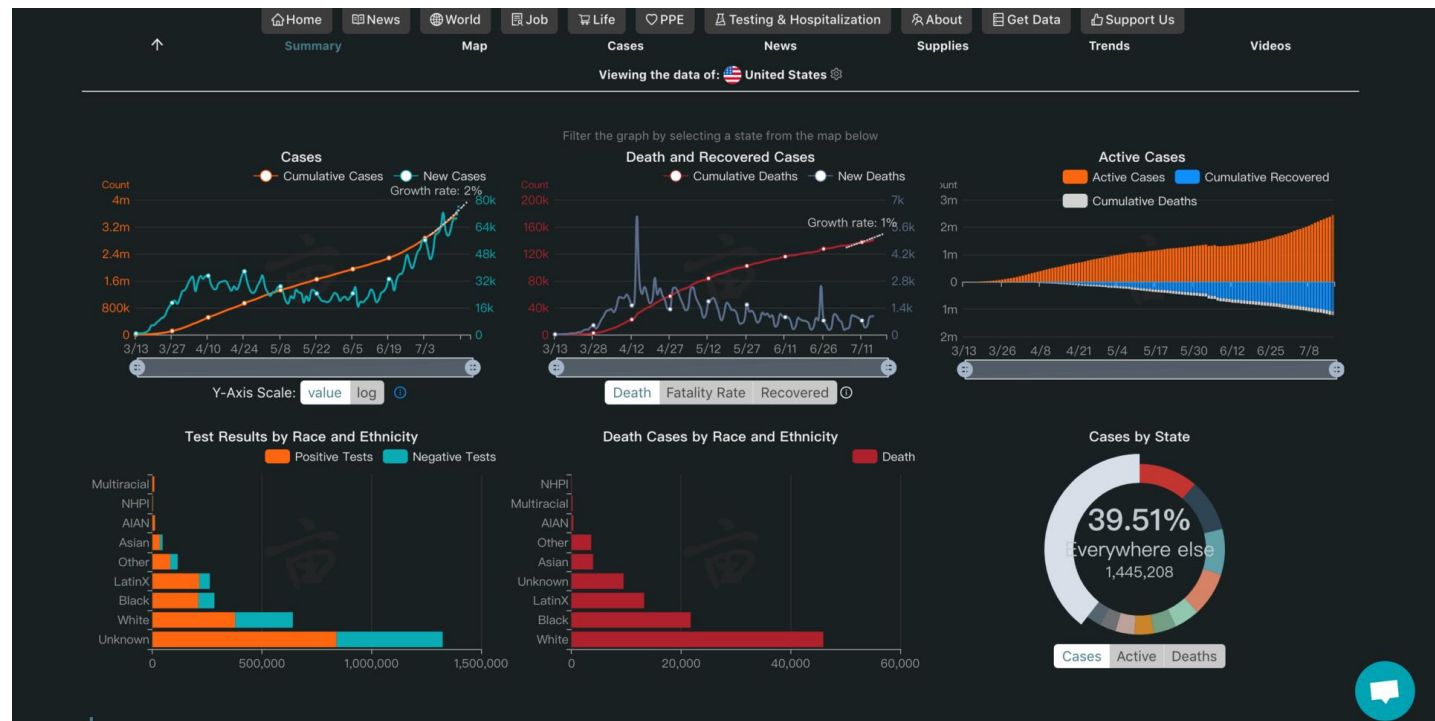 Home News World Job Life PPE Testing & Hospitalization About Get Data Support Us
Summary Map Cases News Supplies Trends Videos
Viewing the data of: United States
Filter the graph by selecting a state from the map below
Cases
Cumulative Cases New Cases
Growth rate: 2%
Count
4m 80k
3.2m 64k
2.4m 48k
1.6m 32k
800k 16k
0 0
3/13 3/27 4/10 4/24 5/8 5/22 6/5 6/19 7/3
Y-Axis Scale: value log
Death and Recovered Cases
Cumulative Deaths New Deaths
Count
200k 7k
Growth rate: 1%
160k 5.6k
120k 4.2k
80k 2.8k
40k 1.4k
0 0
3/13 3/28 4/12 4/27 5/12 5/27 6/11 6/26 7/11
Death Fatality Rate Recovered
Active Cases
Active Cases Cumulative Recovered
Cumulative Deaths
ount
3m
2m
1m
0
1m
2m
3/13 3/26 4/8 4/21 5/4 5/17 5/30 6/12 6/25 7/8
Test Results by Race and Ethnicity
Positive Tests Negative Tests
Multiracial
NHPI
AIAN
Asian
Other
LatinX
Black
White
Unknown
0 500,000 1,000,000 1,500,000
亩
Death Cases by Race and Ethnicity
Death
NHPI
Multiracial
AIAN
Other
Asian
Unknown
LatinX
Black
White
0 20,000 40,000 60,000
亩
Cases by State
39.51%
Everywhere else
1,445,208
Cases Active Deaths